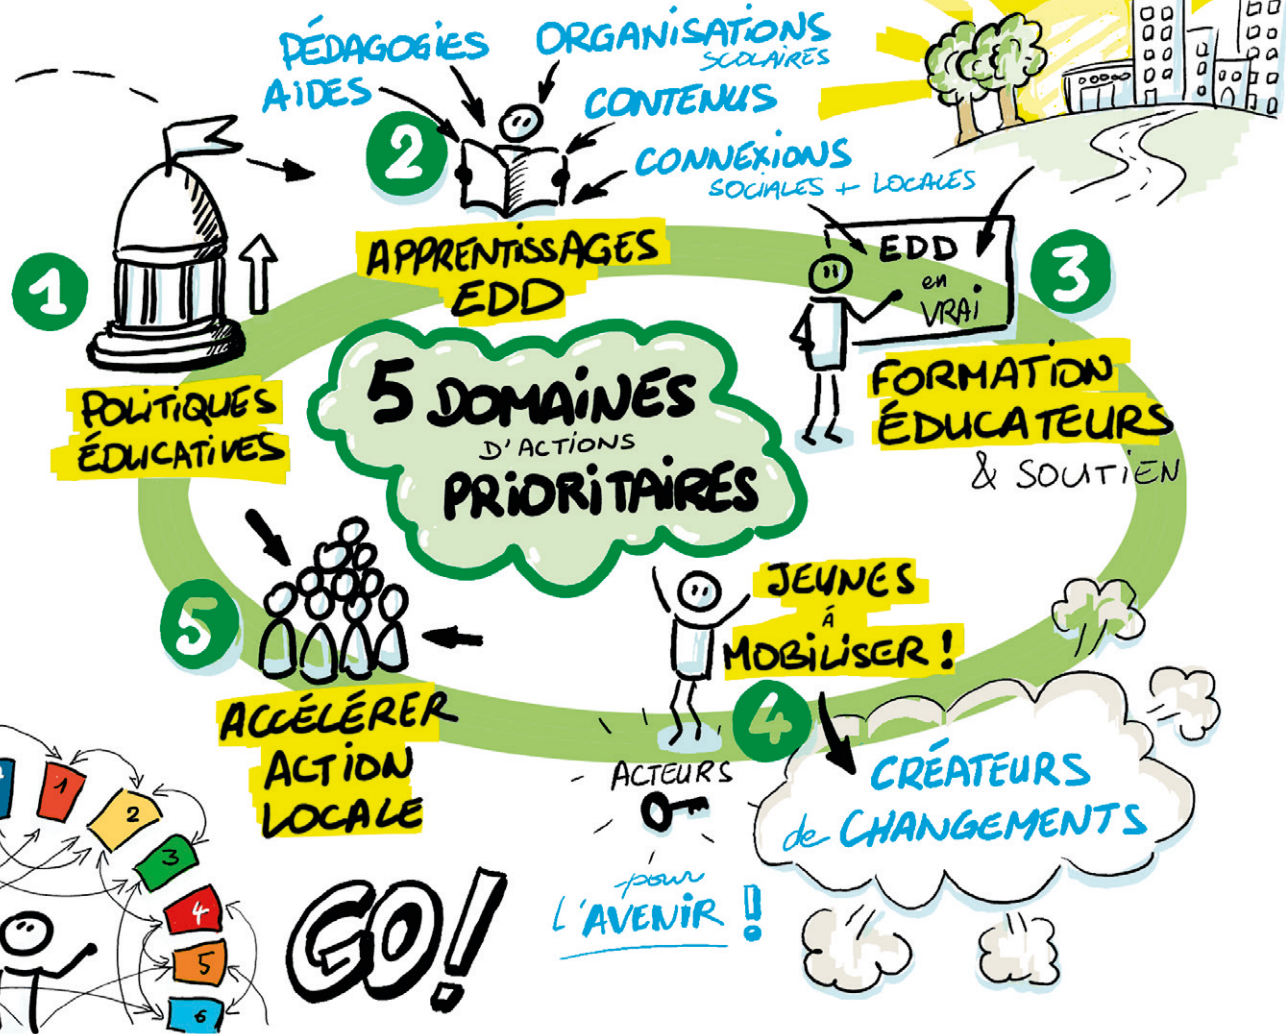 PÉDAGOGIES
AIDES
ORGANISATIONS
SCOLAIRES
CONTENUS
CONNEXIONS
SOCIALES + LOCALES
1
POLITIQUES
ÉDUCATIVES
2
APPRENTISSAGES
EDD
EDD
en
VRAI
3
FORMATION
ÉDUCATEURS
& SOUTIEN
5 DOMAINES
D'ACTIONS
PRIORITAIRES
JEUNES
À
MOBILISER !
4
ACTEURS
pour
L'AVENIR !
CRÉATEURS
de CHANGEMENTS
5
ACCÉLÉRER
ACTION
LOCALE
GO!
1
2
3
4
5
6